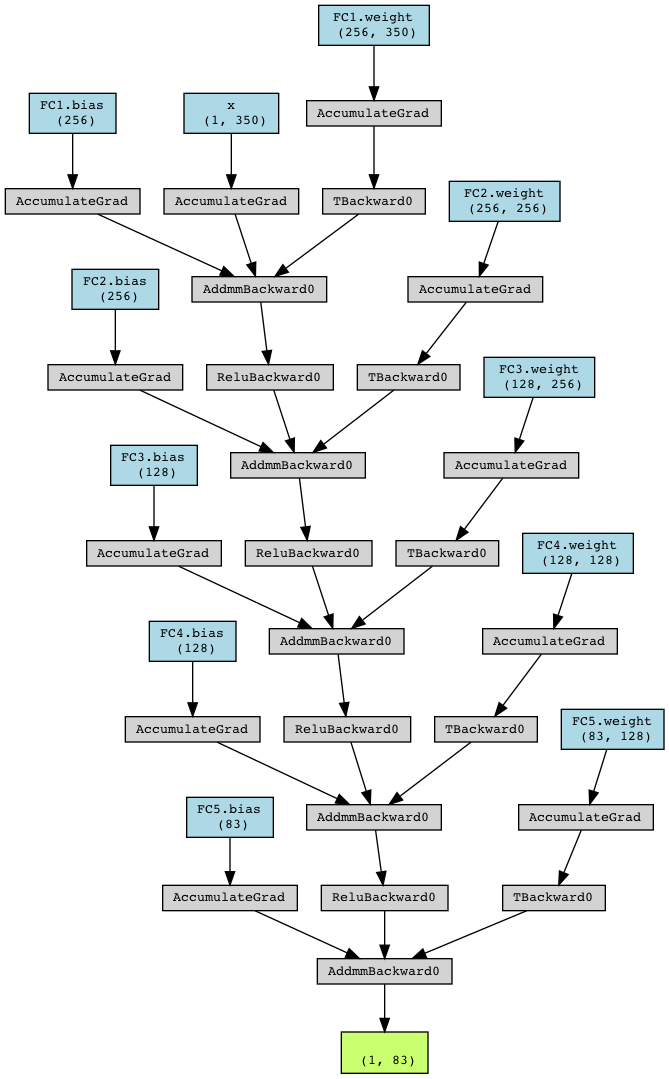 FC1.weight
(256, 350)
FC1.bias
(256)
x
(1, 350)
AccumulateGrad
AccumulateGrad
AccumulateGrad
TBackward0
FC2.weight
(256, 256)
FC2.bias
(256)
AddmmBackward0
AccumulateGrad
AccumulateGrad
ReluBackward0
TBackward0
FC3.weight
(128, 256)
FC3.bias
(128)
AddmmBackward0
AccumulateGrad
AccumulateGrad
ReluBackward0
TBackward0
FC4.weight
(128, 128)
FC4.bias
(128)
AddmmBackward0
AccumulateGrad
AccumulateGrad
ReluBackward0
TBackward0
FC5.weight
(83, 128)
FC5.bias
(83)
AddmmBackward0
AccumulateGrad
AccumulateGrad
ReluBackward0
TBackward0
AddmmBackward0
(1, 83)